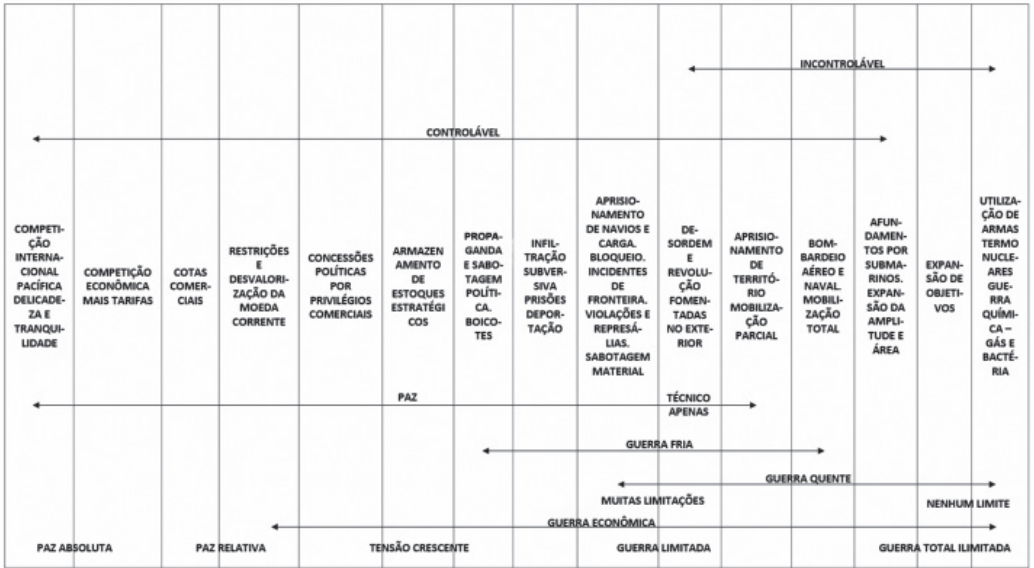 INCONTROLÁVEL
CONTROLÁVEL
COMPETI-
ÇÃO
INTERNA-
CIONAL
PACÍFICA
DELICADE-
ZA E
TRANQUI-
LIDADE
COMPETIÇÃO
ECONÔMICA
MAIS TARIFAS
COTAS
COMER-
CIAIS
RESTRIÇÕES
E
DESVALORI-
ZAÇÃO DA
MOEDA
CORRENTE
CONCESSÕES
POLÍTICAS
POR
PRIVILÉGIOS
COMERCIAIS
ARMAZEN
AMENTO
DE
ESTOQUES
ESTRATÉGI
COS
PROPA-
GANDA
E SABO-
TAGEM
POLÍTI-
CA.
BOICO-
TES
INFIL-
TRAÇÃO
SUBVER-
SIVA
PRISÕES
DEPOR-
TAÇÃO
APRISIO-
NAMENTO
DE NAVIOS E
CARGA.
BLOQUEIO.
INCIDENTES
DE
FRONTEIRA.
VIOLAÇÕES E
REPRESÁ-
LIAS.
SABOTAGEM
MATERIAL
DE-
SORDEM
E
REVOLU-
ÇÃO
FOMEN-
TADAS
NO EXTE-
RIOR
APRISIO-
NAMENTO
DE
TERRITÓ-
RIO
MOBILIZA-
ÇÃO
PARCIAL
BOM-
BARDEIO
AÉREO E
NAVAL.
MOBILI-
ZAÇÃO
TOTAL
AFUN-
DAMEN-
TOS POR
SUBMA-
RINOS.
EXPAN-
SÃO DA
AMPLI-
TUDE E
ÁREA
EXPAN-
SÃO DE
OBJETI-
VOS
UTILIZA-
ÇÃO DE
ARMAS
TERMO
NUCLE-
ARES
GUE-
RRA
QUÍMI-
CA –
GÁS E
BACTÉ-
RIA
PAZ
TÉCNICO
APENAS
GUERRA FRIA
GUERRA QUENTE
MUITAS LIMITAÇÕES
NENHUM LIMITE
GUERRA ECONÔMICA
PAZ ABSOLUTA
PAZ RELATIVA
TENSÃO CRESCENTE
GUERRA LIMITADA
GUERRA TOTAL ILIMITADA